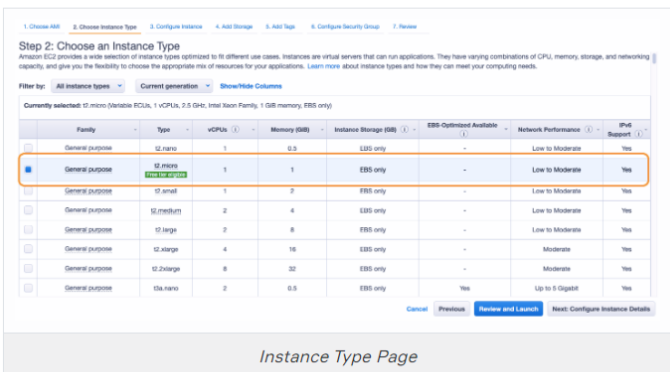 1. Choose AMI 2. Choose Instance Type 3. Configure Instance 4. Add Storage 5. Add Tags 6. Configure Security Group 7. Review
Step 2: Choose an Instance Type
Amazon EC2 provides a wide selection of instance types optimized to fit different use cases. Instances are virtual servers that can run applications. They have varying combinations of CPU, memory, storage, and networking
capacity, and give you the flexibility to choose the appropriate mix of resources for your applications. Learn more about instance types and how they can meet your computing needs.
Filter by: All instance types Current generation Show/Hide Columns
Currently selected: t2.micro (Variable ECUs, 1 vCPUs, 2.5 GHz, Intel Xeon Family, 1 GiB memory, EBS only)
Family Type vCPUs Memory (GiB) Instance Storage (GB) EBS-Optimized Available Network Performance IPv6 Support
General purpose t2.nano 1 0.5 EBS only - Low to Moderate Yes
General purpose t2.micro Free tier eligible 1 1 EBS only - Low to Moderate Yes
General purpose t2.small 1 2 EBS only - Low to Moderate Yes
General purpose t2.medium 2 4 EBS only - Low to Moderate Yes
General purpose t2.large 2 8 EBS only - Low to Moderate Yes
General purpose t2.xlarge 4 16 EBS only - Moderate Yes
General purpose t2.2xlarge 8 32 EBS only - Moderate Yes
General purpose t3a.nano 2 0.5 EBS only Yes Up to 5 Gigabit Yes
Cancel Previous Review and Launch Next: Configure Instance Details
Instance Type Page